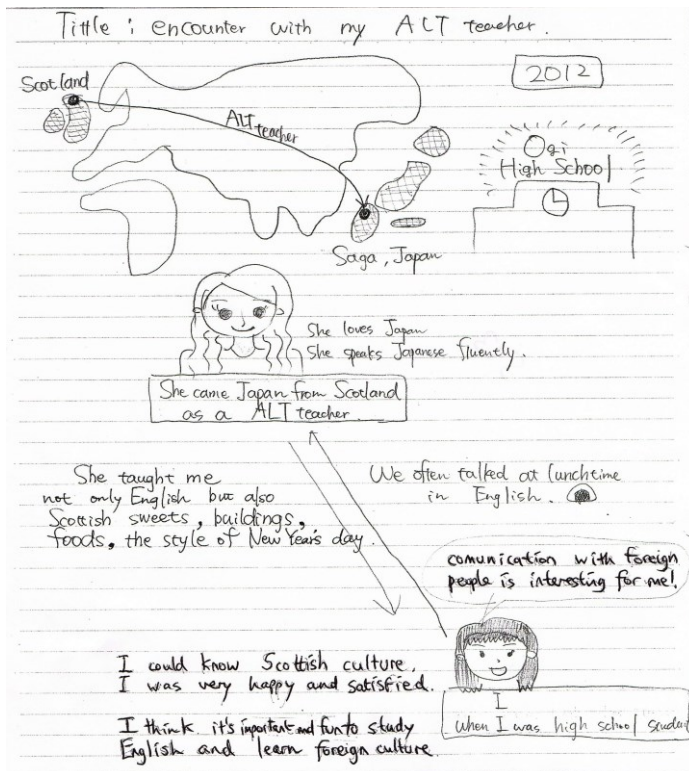 Tittle : encounter with my ALT teacher.
Scotland
2012
ALT teacher
Ogi
High School
Saga, Japan
She loves Japan
She speaks Japanese fluently.
She came Japan from Scotland
as a ALT teacher.
She taught me
not only English but also
Scottish sweets, buildings,
foods, the style of New Year's day.
We often talked at lunchtime
in English.
comunication with foreign
people is interesting for me!
I could know Scottish culture.
I was very happy and satisfied.
I think it's important and fun to study
English and learn foreign culture.
I
when I was high school student